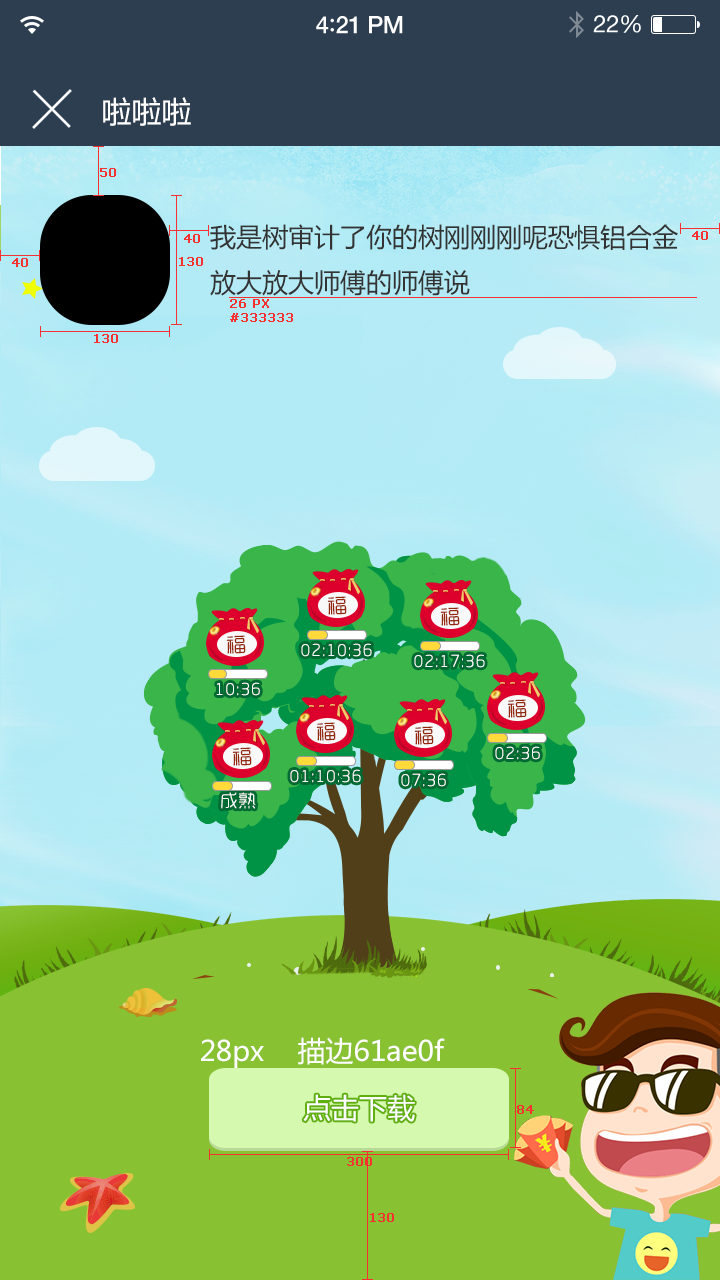 4:21 PM
22%
啦啦啦
50
我是树审计了你的树刚刚刚呢恐惧铝合金
40
40
40
130
放大放大师傅的师傅说
26 PX
#333333
130
福
福
福
02:10:36
02:17:36
10:36
福
福
福
福
02:36
01:10:36
07:36
成熟
28px 描边61ae0f
点击下载
84
300
130